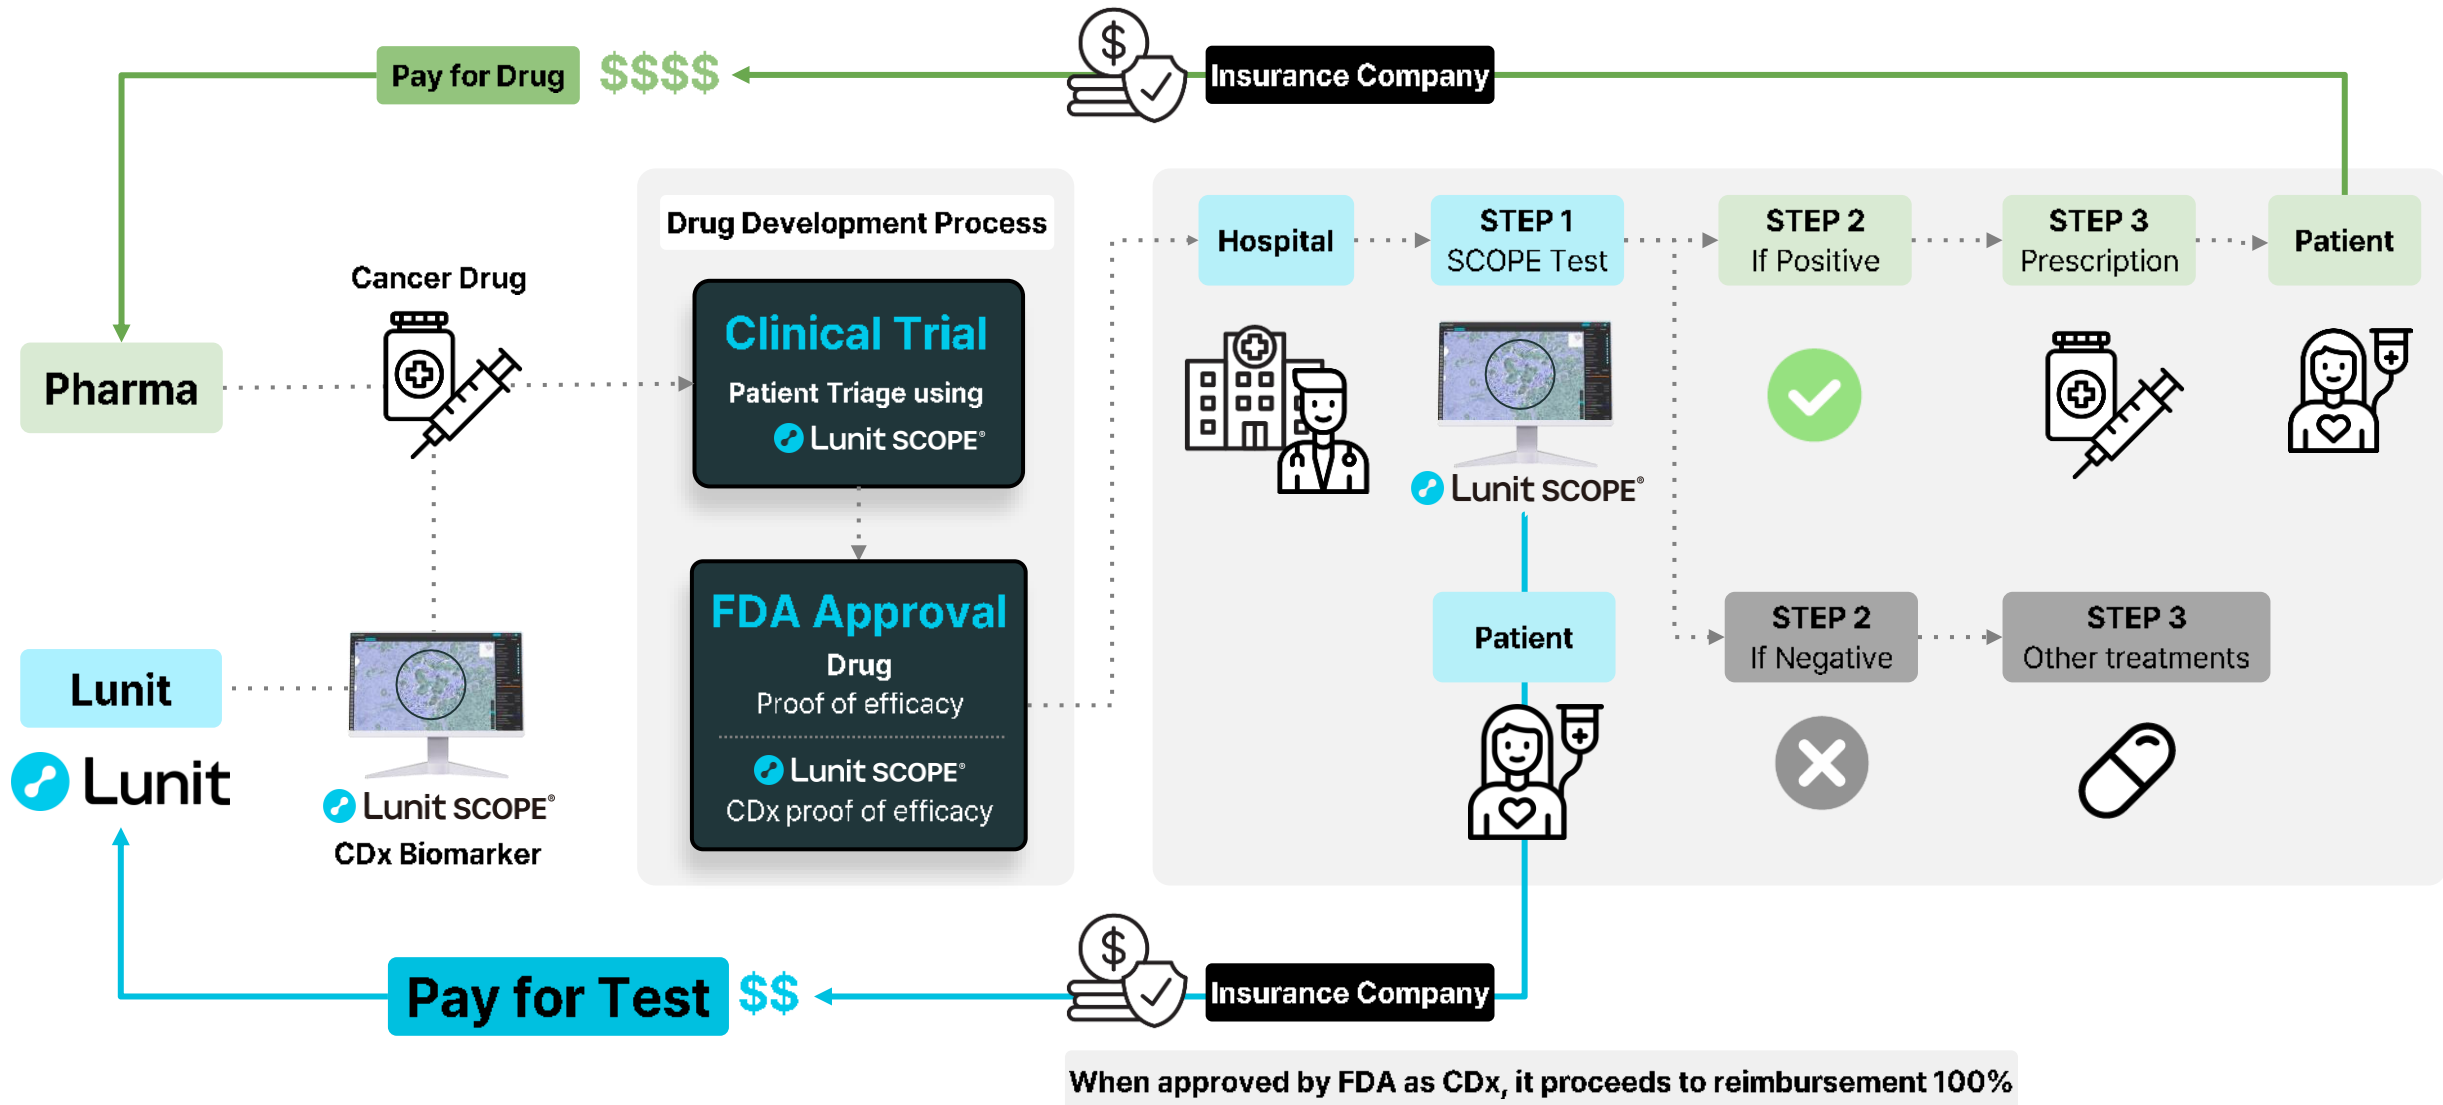 Pay for Drug
$$$$
$
Insurance Company
Drug Development Process
Cancer Drug
Clinical Trial
Patient Triage using
Lunit SCOPE®
Pharma
FDA Approval
Drug
Proof of efficacy
Lunit SCOPE®
CDx proof of efficacy
Lunit
Lunit
Lunit SCOPE®
CDx Biomarker
Hospital
STEP 1
SCOPE Test
STEP 2
If Positive
STEP 3
Prescription
Patient
Lunit SCOPE®
Patient
STEP 2
If Negative
STEP 3
Other treatments
Pay for Test
$$
$
Insurance Company
When approved by FDA as CDx, it proceeds to reimbursement 100%